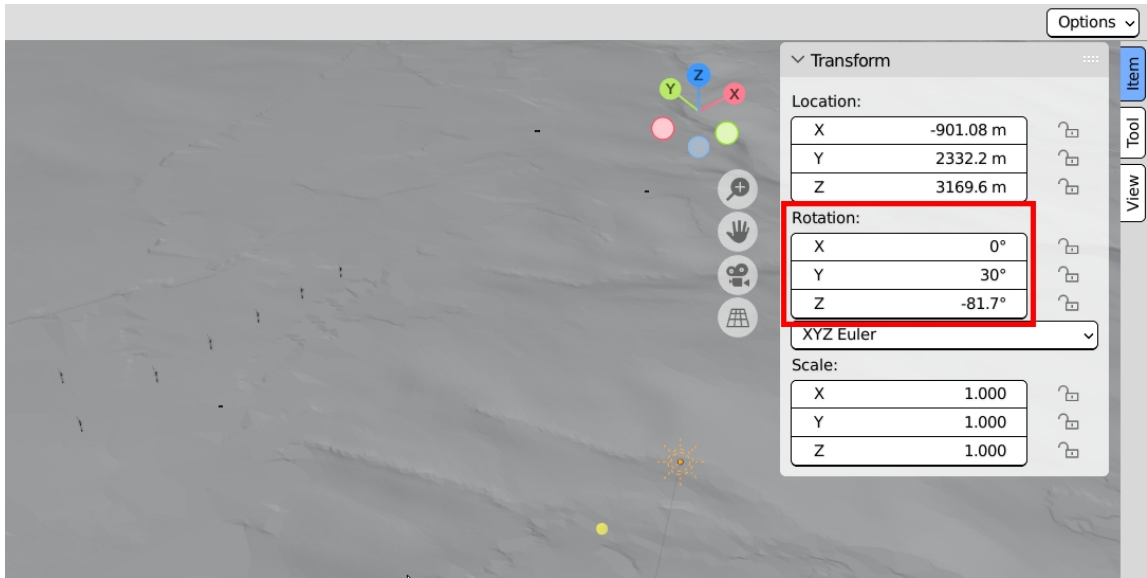 Options
Transform
Item
Tool
View
Z
Y
X
Location:
X -901.08 m
Y 2332.2 m
Z 3169.6 m
Rotation:
X 0°
Y 30°
Z -81.7°
XYZ Euler
Scale:
X 1.000
Y 1.000
Z 1.000